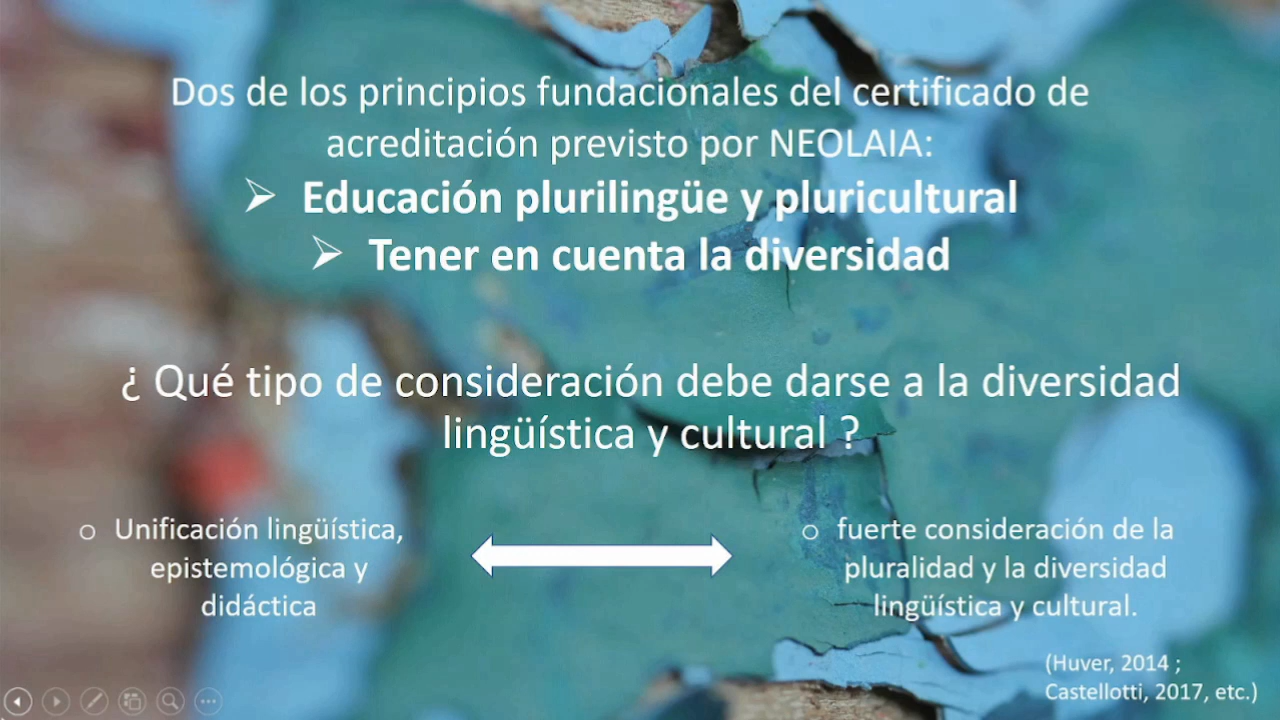 Dos de los principios fundacionales del certificado de
acreditación previsto por NEOLAIA:
➢ Educación plurilingüe y pluricultural
➢ Tener en cuenta la diversidad
¿ Qué tipo de consideración debe darse a la diversidad
lingüística y cultural ?
o Unificación lingüística,
epistemológica y
didáctica
o fuerte consideración de la
pluralidad y la diversidad
lingüística y cultural.
(Huver, 2014 ;
Castellotti, 2017, etc.)